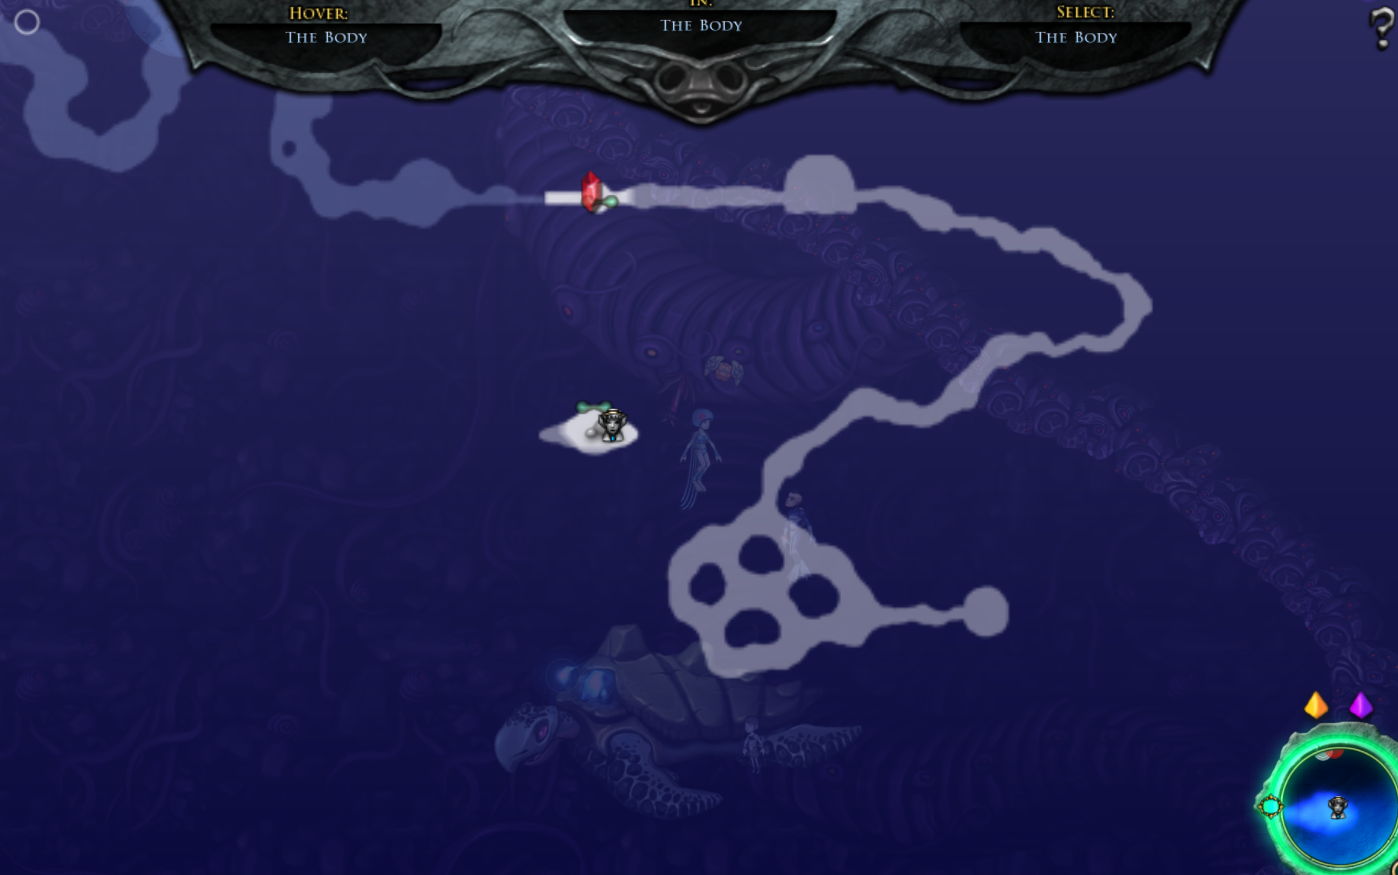 HOVER:
THE BODY
IN:
THE BODY
SELECT:
THE BODY
?